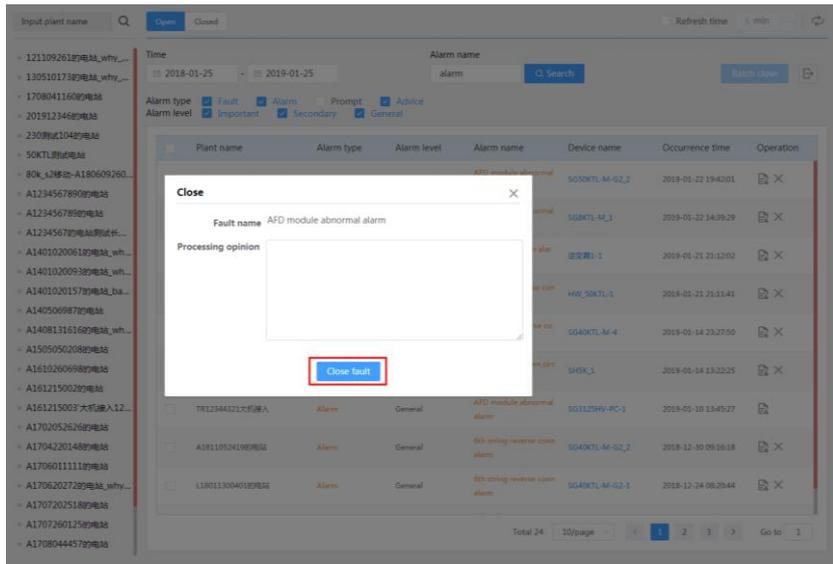 Input plant name
Open Closed
Refresh time 5 min
121109261的电站_why_...
130510173的电站_why_...
1708041160的电站
201912346的电站
230测试104的电站
50KTL测试电站
80k_s2移动-A180609260...
A1234567890的电站
A123456789的电站
A1234567的电站测试长...
A1401020061的电站_wh...
A1401020093的电站_wh...
A1401020157的电站_ba...
A140506987的电站
A1408131616的电站_wh...
A1505050208的电站
A1610260698的电站
A161215002的电站
A161215003'大机接入12...
A1702052626的电站
A1704220148的电站
A1706011111的电站
A170620272的电站_why...
A1707202518的电站
A1707260125的电站
A1708044457的电站
Time
2018-01-25 - 2019-01-25
Alarm name
alarm
Search
Batch close
Alarm type Fault Alarm Prompt Advice
Alarm level Important Secondary General
Plant name Alarm type Alarm level Alarm name Device name Occurrence time Operation
AFD module abnormal
SG50KTL-M-G2_2 2019-01-22 19:42:01
SG8KTL-M_1 2019-01-22 14:39:29
逆变器1-1 2019-01-21 21:12:02
HW_50KTL-1 2019-01-21 21:11:41
SG40KTL-M-4 2019-01-14 23:27:50
SH5K_1 2019-01-14 13:22:25
TR12344321大机接入 Alarm General AFD module abnormal alarm SG3125HV-PC-1 2019-01-10 13:45:27
A1811052419的电站 Alarm General 6th string reverse conn alarm SG40KTL-M-G2_2 2018-12-30 09:16:18
L18011300401的电站 Alarm General 8th string reverse conn alarm SG40KTL-M-G2-1 2018-12-24 08:20:44
Close
Fault name AFD module abnormal alarm
Processing opinion
Close fault
Total 24 10/page 1 2 3 Go to 1